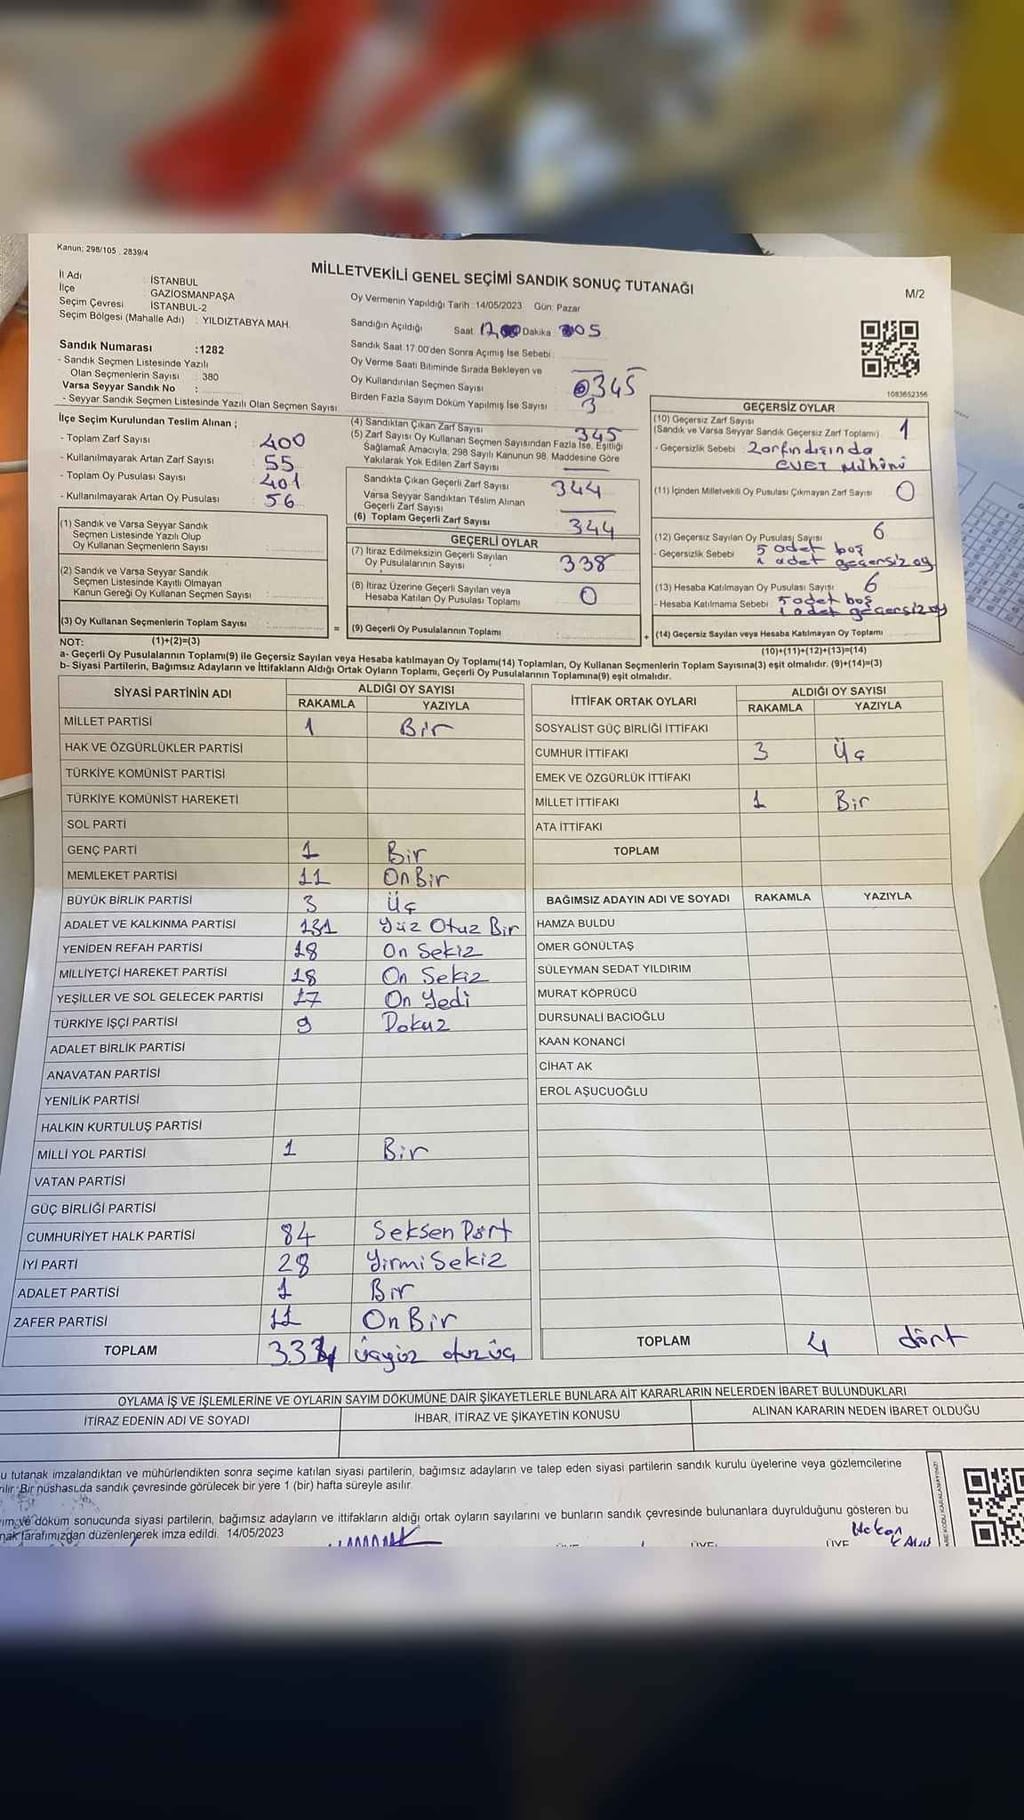 Kanun: 298/105 . 2839/4
MİLLETVEKİLİ GENEL SEÇİMİ SANDIK SONUÇ TUTANAĞI
M/2
İl Adı İSTANBUL
İlçe GAZİOSMANPAŞA
Seçim Çevresi İSTANBUL-2
Seçim Bölgesi (Mahalle Adı) : YILDIZTABYA MAH.
Sandık Numarası :1282
- Sandık Seçmen Listesinde Yazılı
Olan Seçmenlerin Sayısı : 380
Varsa Seyyar Sandık No :
- Seyyar Sandık Seçmen Listesinde Yazılı Olan Seçmen Sayısı :
İlçe Seçim Kurulundan Teslim Alınan ;
- Toplam Zarf Sayısı 400
- Kullanılmayarak Artan Zarf Sayısı 55
- Toplam Oy Pusulası Sayısı 401
- Kullanılmayarak Artan Oy Pusulası 56
(1) Sandık ve Varsa Seyyar Sandık
Seçmen Listesinde Yazılı Olup
Oy Kullanan Seçmenlerin Sayısı
(2) Sandık ve Varsa Seyyar Sandık
Seçmen Listesinde Kayıtlı Olmayan
Kanun Gereği Oy Kullanan Seçmen Sayısı :
(3) Oy Kullanan Seçmenlerin Toplam Sayısı
(1)+(2)=(3)
Oy Vermenin Yapıldığı Tarih : 14/05/2023 Gün: Pazar
Sandığın Açıldığı Saat Dakika 05
Sandık Saat 17.00'den Sonra Açılmış İse Sebebi :
Oy Verme Saati Bitiminde Sırada Bekleyen ve
Oy Kullandırılan Seçmen Sayısı 345
Birden Fazla Sayım Döküm Yapılmış İse Sayısı 3
(4) Sandıktan Çıkan Zarf Sayısı 345
(5) Zarf Sayısı Oy Kullanan Seçmen Sayısından Fazla İse, Eşitliği
Sağlamak Amacıyla, 298 Sayılı Kanunun 98. Maddesine Göre
Yakılarak Yok Edilen Zarf Sayısı
Sandıkta Çıkan Geçerli Zarf Sayısı 344
Varsa Seyyar Sandıktan Teslim Alınan
Geçerli Zarf Sayısı
(6) Toplam Geçerli Zarf Sayısı 344
GEÇERLİ OYLAR
(7) İtiraz Edilmeksizin Geçerli Sayılan
Oy Pusulalarının Sayısı 338
(8) İtiraz Üzerine Geçerli Sayılan veya
Hesaba Katılan Oy Pusulası Toplamı 0
= (9) Geçerli Oy Pusulalarının Toplamı
1083652356
GEÇERSİZ OYLAR
(10) Geçersiz Zarf Sayısı
(Sandık ve Varsa Seyyar Sandık Geçersiz Zarf Toplamı) 1
- Geçersizlik Sebebi zarfın dışında
EVET Mührü
(11) İçinden Milletvekili Oy Pusulası Çıkmayan Zarf Sayısı 0
(12) Geçersiz Sayılan Oy Pusulası Sayısı 6
- Geçersizlik Sebebi 5 adet boş
1 adet geçersiz oy
(13) Hesaba Katılmayan Oy Pusulası Sayısı 6
- Hesaba Katılmama Sebebi 5 adet boş
1 adet geçersiz oy
+ (14) Geçersiz Sayılan veya Hesaba Katılmayan Oy Toplamı
(10)+(11)+(12)+(13)=(14)
NOT:
a- Geçerli Oy Pusulalarının Toplamı(9) ile Geçersiz Sayılan veya Hesaba katılmayan Oy Toplamı(14) Toplamları, Oy Kullanan Seçmenlerin Toplam Sayısına(3) eşit olmalıdır. (9)+(14)=(3)
b- Siyasi Partilerin, Bağımsız Adayların ve İttifakların Aldığı Ortak Oyların Toplamı, Geçerli Oy Pusulalarının Toplamına(9) eşit olmalıdır.
SİYASİ PARTİNİN ADI ALDIĞI OY SAYISI
RAKAMLA YAZIYLA
MİLLET PARTİSİ 1 Bir
HAK VE ÖZGÜRLÜKLER PARTİSİ
TÜRKİYE KOMÜNİST PARTİSİ
TÜRKİYE KOMÜNİST HAREKETİ
SOL PARTİ
GENÇ PARTİ 1 Bir
MEMLEKET PARTİSİ 11 OnBir
BÜYÜK BİRLİK PARTİSİ 3 Üç
ADALET VE KALKINMA PARTİSİ 131 Yüz Otuz Bir
YENİDEN REFAH PARTİSİ 18 On Sekiz
MİLLİYETÇİ HAREKET PARTİSİ 18 On Sekiz
YEŞİLLER VE SOL GELECEK PARTİSİ 17 On Yedi
TÜRKİYE İŞÇİ PARTİSİ 9 Dokuz
ADALET BİRLİK PARTİSİ
ANAVATAN PARTİSİ
YENİLİK PARTİSİ
HALKIN KURTULUŞ PARTİSİ
MİLLİ YOL PARTİSİ 1 Bir
VATAN PARTİSİ
GÜÇ BİRLİĞİ PARTİSİ
CUMHURİYET HALK PARTİSİ 84 Seksen Dört
İYİ PARTİ 28 Yirmi Sekiz
ADALET PARTİSİ 1 Bir
ZAFER PARTİSİ 11 On Bir
TOPLAM üçyüz otuz
İTTİFAK ORTAK OYLARI ALDIĞI OY SAYISI
RAKAMLA YAZIYLA
SOSYALİST GÜÇ BİRLİĞİ İTTİFAKI
CUMHUR İTTİFAKI 3 Üç
EMEK VE ÖZGÜRLÜK İTTİFAKI
MİLLET İTTİFAKI 1 Bir
ATA İTTİFAKI
TOPLAM
BAĞIMSIZ ADAYIN ADI VE SOYADI RAKAMLA YAZIYLA
HAMZA BULDU
ÖMER GÖNÜLTAŞ
SÜLEYMAN SEDAT YILDIRIM
MURAT KÖPRÜCÜ
DURSUNALİ BACIOĞLU
KAAN KONANCİ
CİHAT AK
EROL AŞUCUOĞLU
TOPLAM 4 dört
OYLAMA İŞ VE İŞLEMLERİNE VE OYLARIN SAYIM DÖKÜMÜNE DAİR ŞİKAYETLERLE BUNLARA AİT KARARLARIN NELERDEN İBARET BULUNDUKLARI
İTİRAZ EDENİN ADI VE SOYADI İHBAR, İTİRAZ VE ŞİKAYETİN KONUSU ALINAN KARARIN NEDEN İBARET OLDUĞU
u tutanak imzalandıktan ve mühürlendikten sonra seçime katılan siyasi partilerin, bağımsız adayların ve talep eden siyasi partilerin sandık kurulu üyelerine veya gözlemcilerine
ilir. Bir nüshası da sandık çevresinde görülecek bir yere 1 (bir) hafta süreyle asılır.
ım ve döküm sonucunda siyasi partilerin, bağımsız adayların ve ittifakların aldığı ortak oyların sayılarını ve bunların sandık çevresinde bulunanlara duyrulduğunu gösteren bu
nak tarafımızdan düzenlenerek imza edildi. 14/05/2023
ÜYE: ÜYE